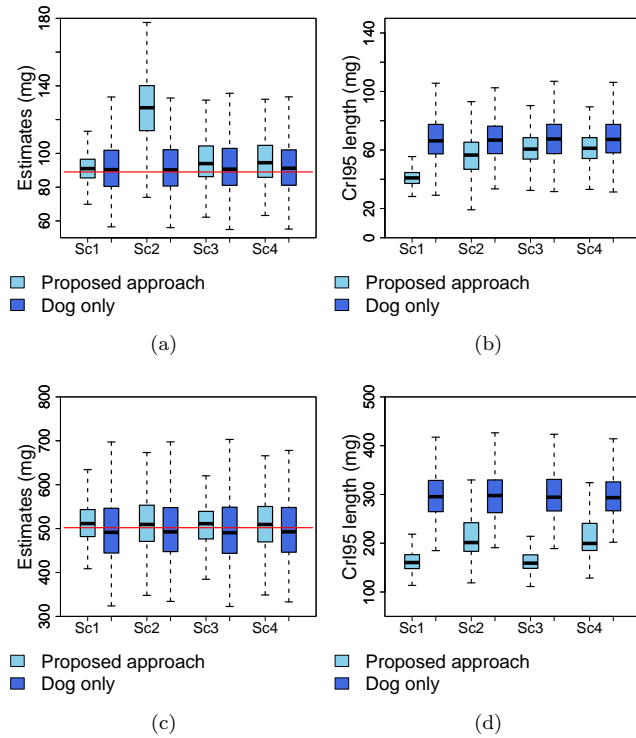 Estimates (mg)
180
140
100
80
60
Sc1
Sc2
Sc3
Sc4
Proposed approach
Dog only
(a)
CrI95 length (mg)
140
100
60
20
0
Sc1
Sc2
Sc3
Sc4
Proposed approach
Dog only
(b)
Estimates (mg)
800
700
600
500
400
300
Sc1
Sc2
Sc3
Sc4
Proposed approach
Dog only
(c)
CrI95 length (mg)
500
400
300
200
100
Sc1
Sc2
Sc3
Sc4
Proposed approach
Dog only
(d)